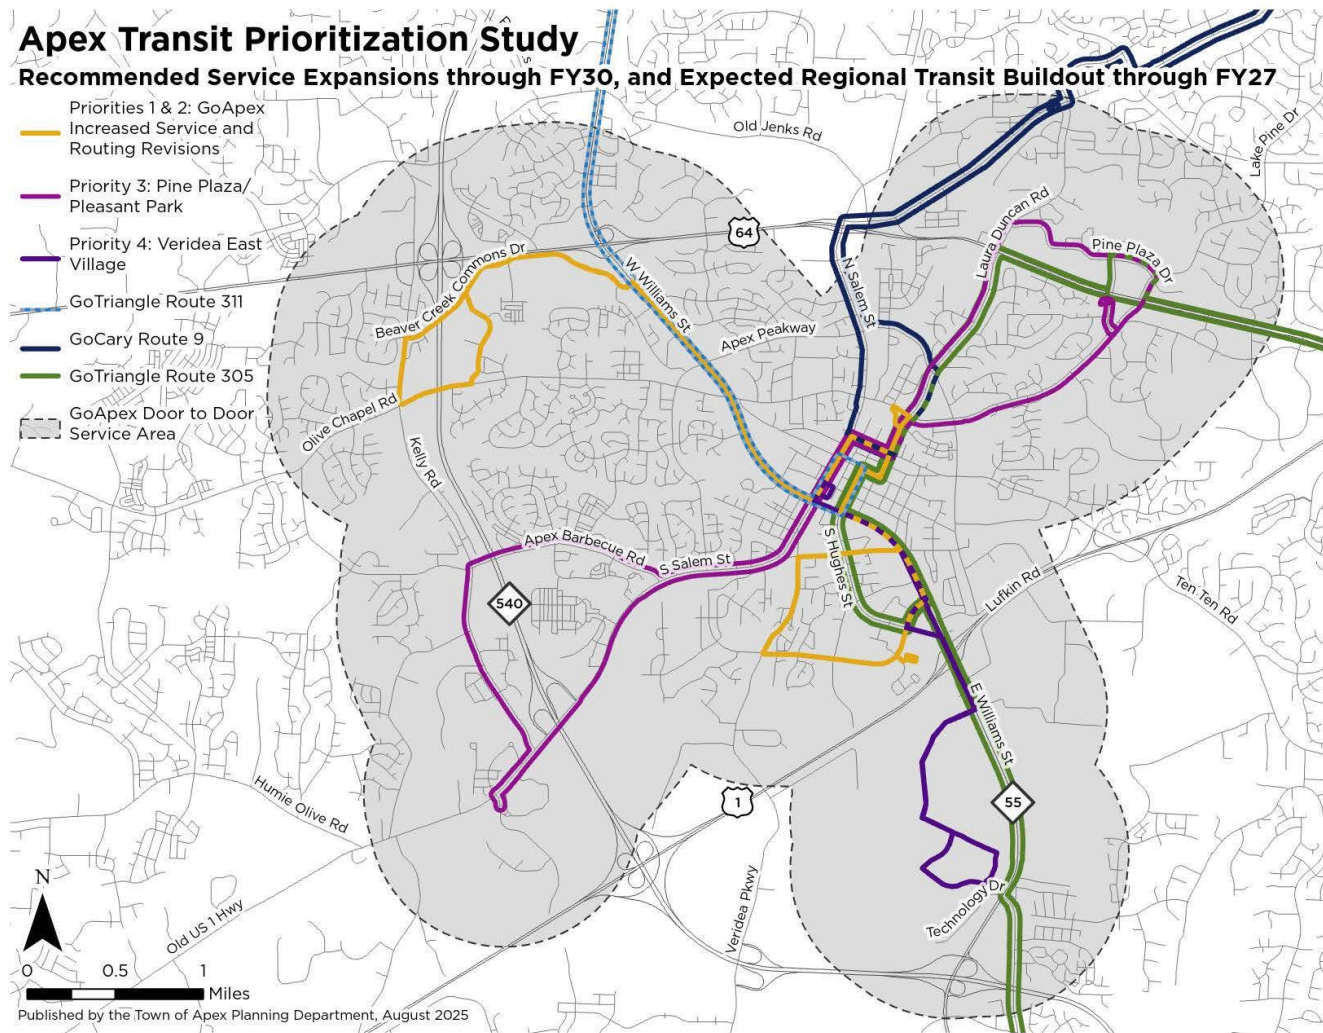 Apex Transit Prioritization Study
Recommended Service Expansions through FY30, and Expected Regional Transit Buildout through FY27
Priorities 1 & 2: GoApex
Increased Service and
Routing Revisions
Priority 3: Pine Plaza/
Pleasant Park
Priority 4: Veridea East
Village
GoTriangle Route 311
GoCary Route 9
GoTriangle Route 305
GoApex Door to Door
Service Area
Old Jenks Rd
Lake Pine Dr
64
Laura Duncan Rd
Pine Plaza Dr
Beaver Creek Commons Dr
W Williams St
N Salem St
Apex Peakway
Olive Chapel Rd
Kelly Rd
Apex Barbecue Rd
S Salem St
S Hughes St
540
Lufkin Rd
Ten Ten Rd
E Williams St
Humie Olive Rd
1
55
Old US 1 Hwy
Veridea Pkwy
Technology Dr
N
0 0.5 1
Miles
Published by the Town of Apex Planning Department, August 2025